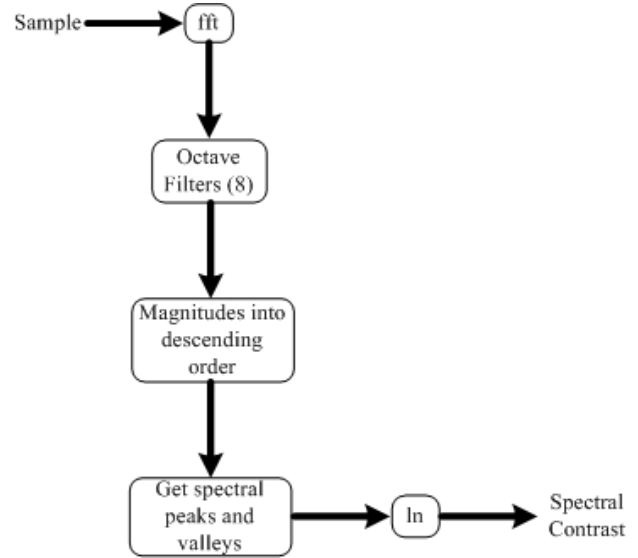 Sample
fft
Octave
Filters (8)
Magnitudes into
descending
order
Get spectral
peaks and
valleys
ln
Spectral
Contrast